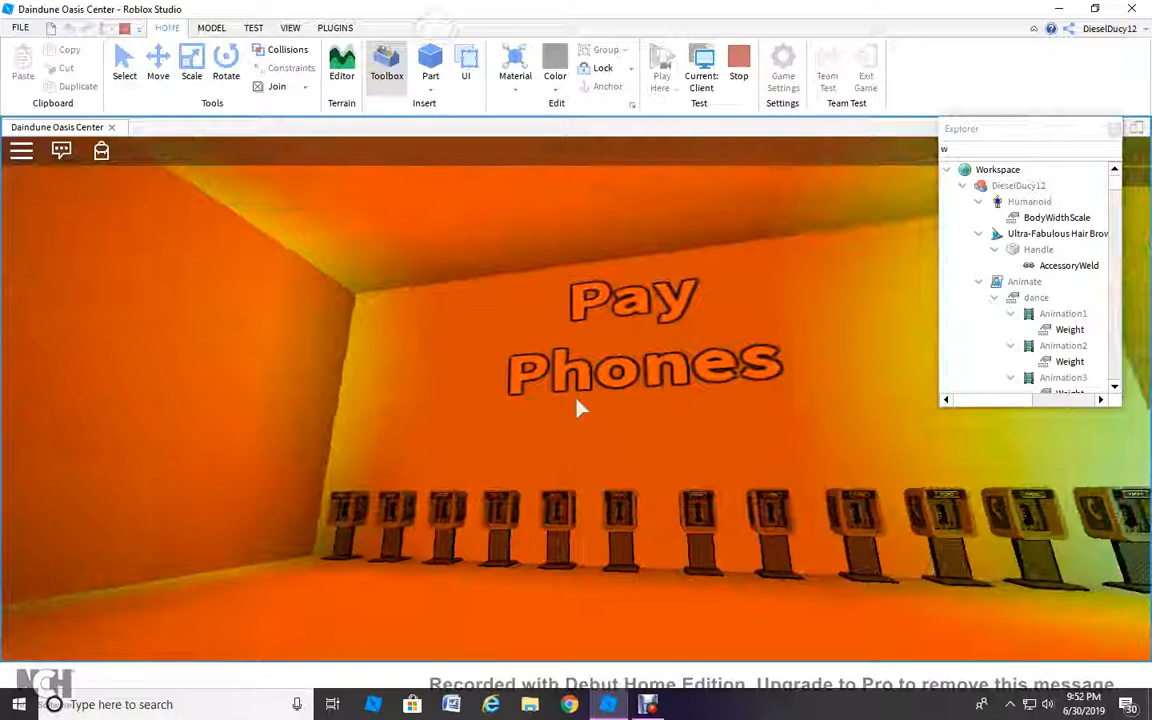 Daindune Oasis Center - Roblox Studio
FILE HOME MODEL TEST VIEW PLUGINS DieselDucy12
Paste Copy Cut Duplicate Clipboard
Select Move Scale Rotate Collisions Constraints Join Tools
Editor Terrain
Toolbox Part UI Insert
Material Color Group Lock Anchor Edit
Play Here Current: Client Stop Test
Game Settings Settings
Team Test Exit Game Team Test
Daindune Oasis Center
Explorer
w
Workspace
DieselDucy12
Humanoid
BodyWidthScale
Ultra-Fabulous Hair Brow
Handle
AccessoryWeld
Animate
dance
Animation1
Weight
Animation2
Weight
Animation3
Weight
Pay
Phones
NCH
Recorded with Debut Home Edition. Upgrade to Pro to remove this message
Type here to search
9:52 PM
6/30/2019
30